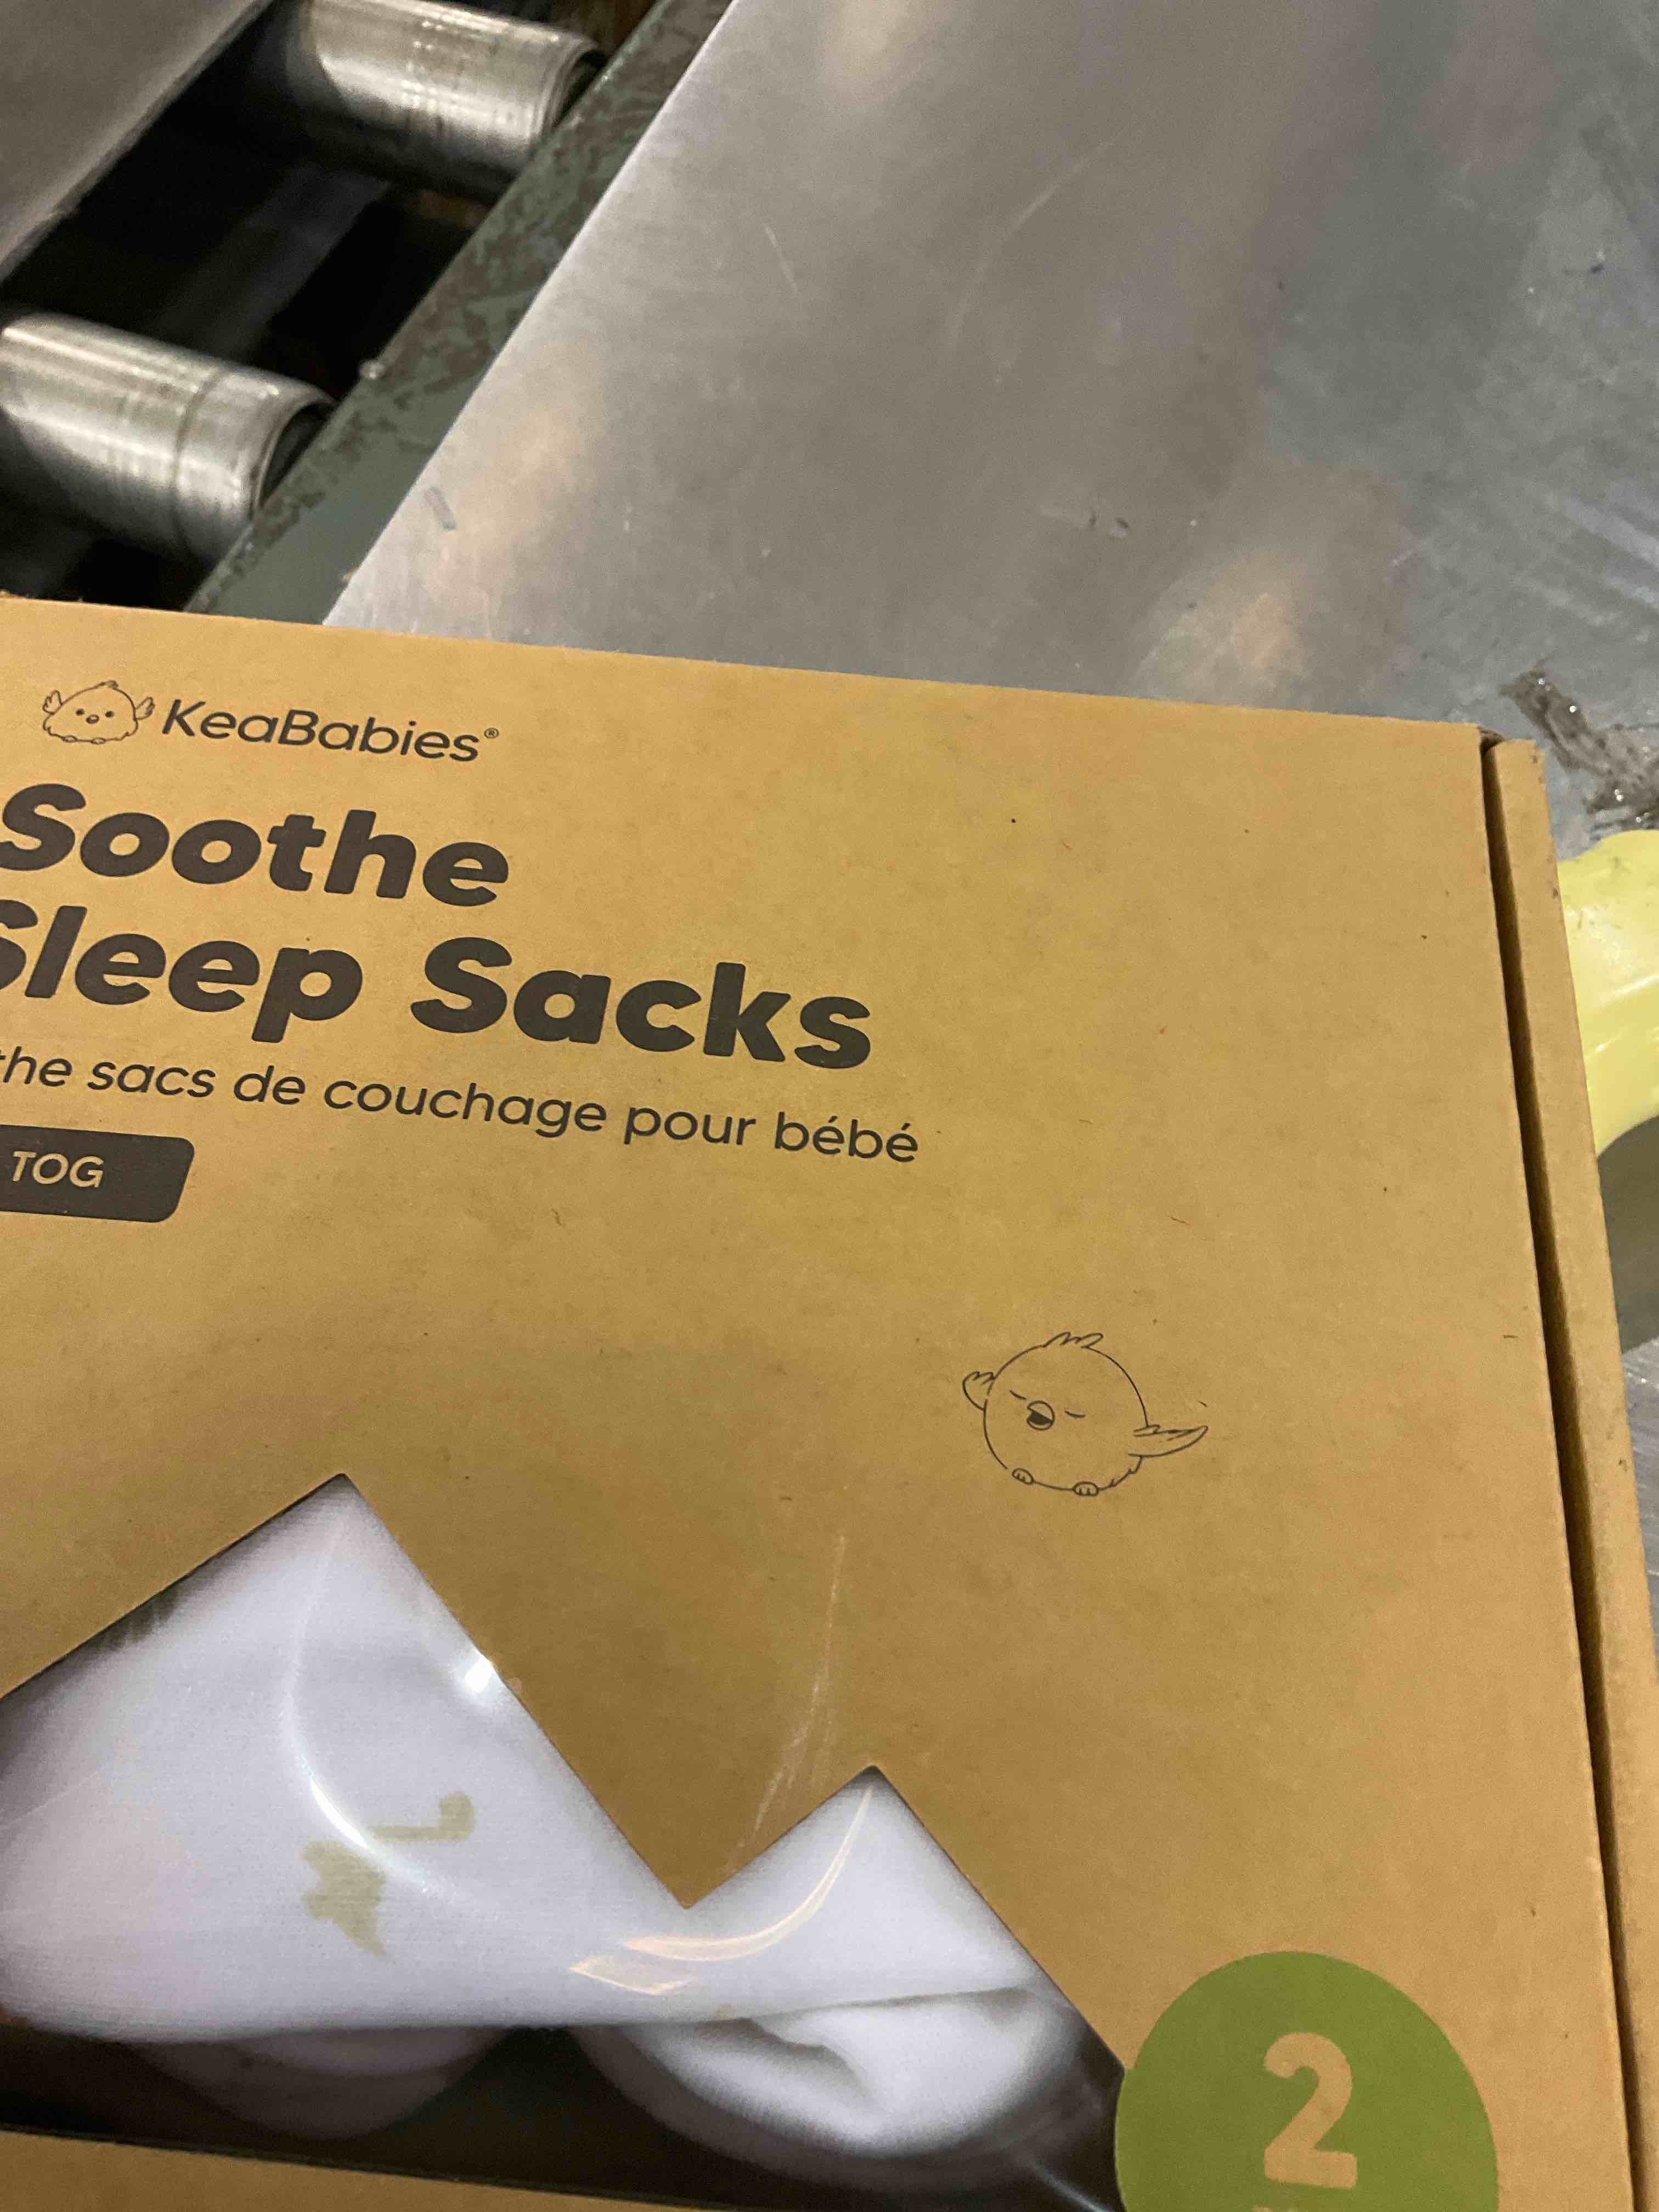 KeaBabies®
Soothe
Sleep Sacks
the sacs de couchage pour bébé
TOG
2